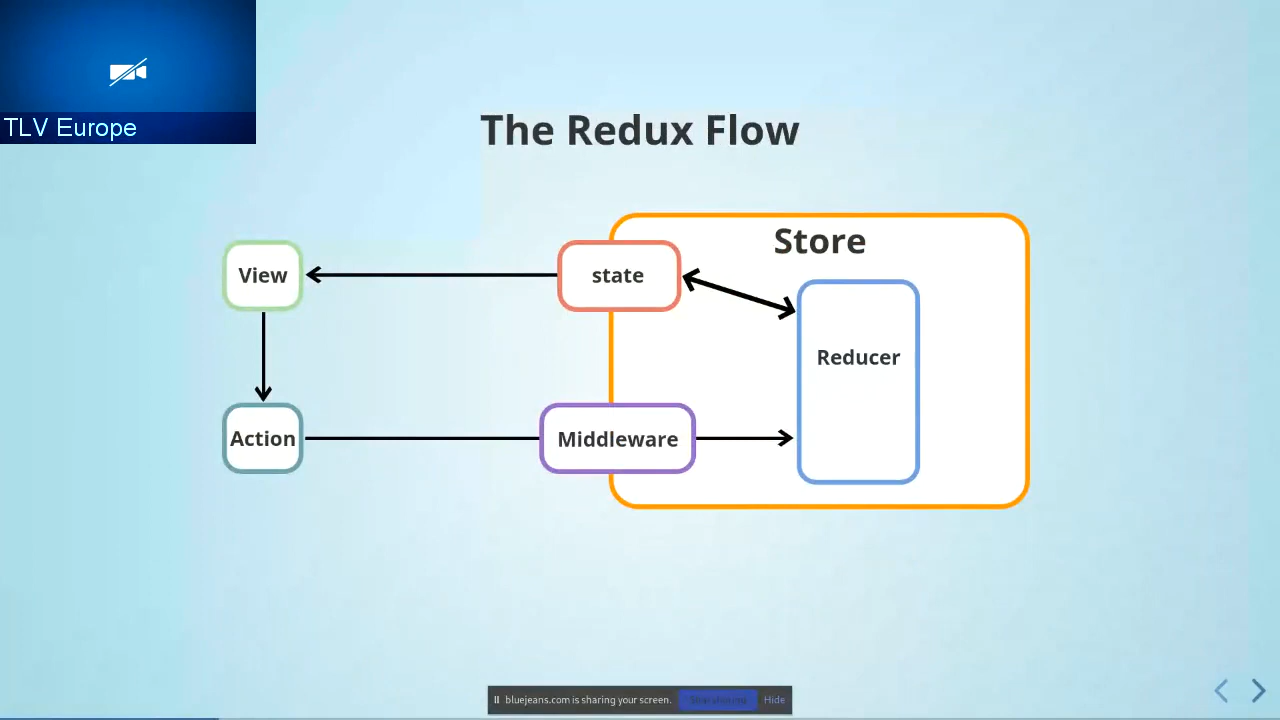 TLV Europe
The Redux Flow
Store
View
state
Reducer
Action
Middleware
bluejeans.com is sharing your screen.
Hide